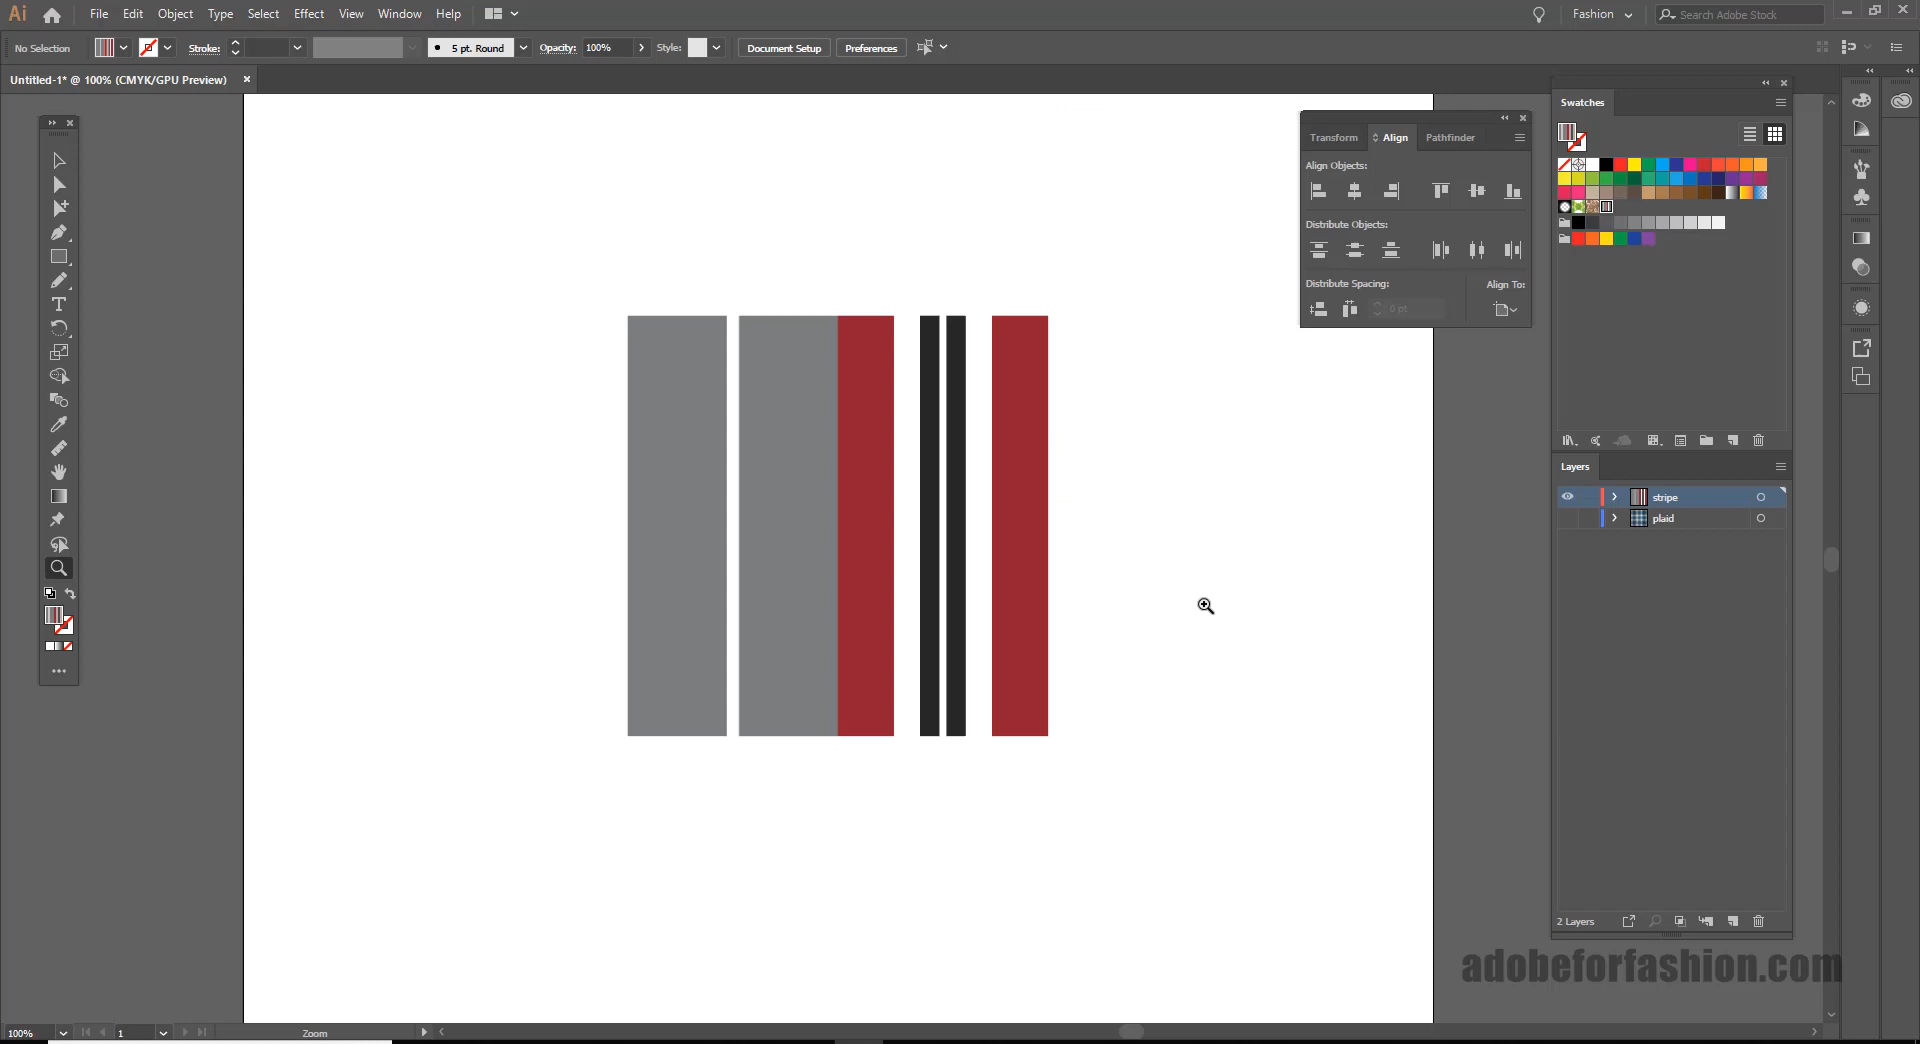 Ai File Edit Object Type Select Effect View Window Help Fashion Search Adobe Stock
No Selection Stroke: 5 pt. Round Opacity: 100% Style: Document Setup Preferences
Untitled-1* @ 100% (CMYK/GPU Preview)
Swatches
Transform Align Pathfinder
Align Objects:
Distribute Objects:
Distribute Spacing: Align To:
0 pt
Layers
stripe
plaid
2 Layers
adobeforfashion.com
100% 1 Zoom